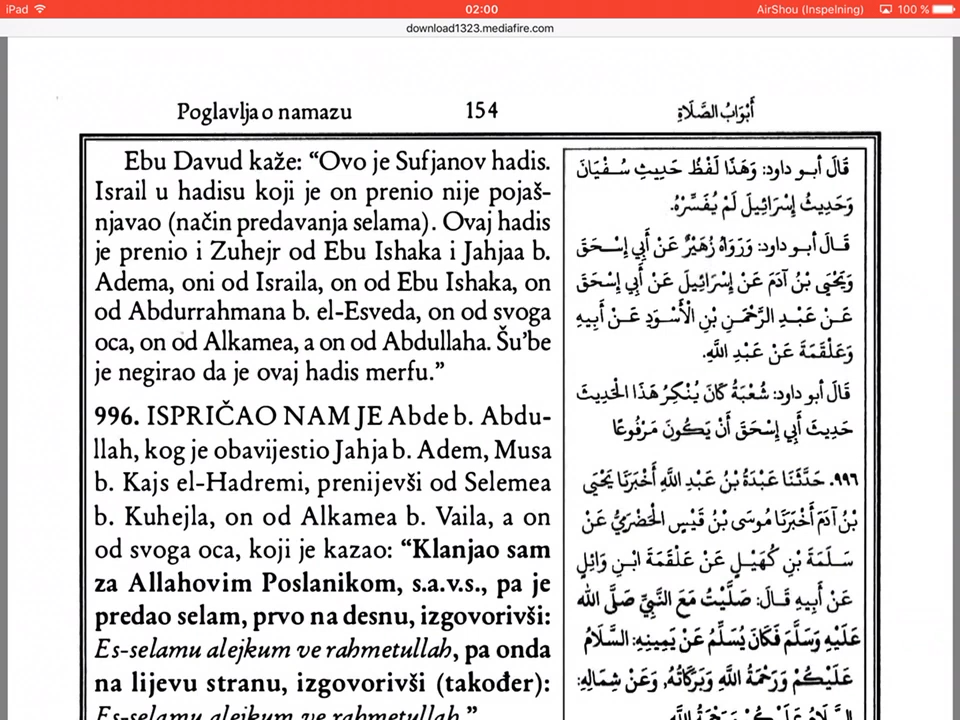 iPad
02:00
AirShou (Inspelning)
100 %
download1323.mediafire.com
Poglavlja o namazu
154
أَبْوَابُ الصَّلَاةِ
Ebu Davud kaže: “Ovo je Sufjanov hadis.
Israil u hadisu koji je on prenio nije pojaš-
njavao (način predavanja selama). Ovaj hadis
je prenio i Zuhejr od Ebu Ishaka i Jahjaa b.
Adema, oni od Israila, on od Ebu Ishaka, on
od Abdurrahmana b. el-Esveda, on od svoga
oca, on od Alkamea, a on od Abdullaha. Šu’be
je negirao da je ovaj hadis merfu.”
996. ISPRIČAO NAM JE Abde b. Abdu-
llah, kog je obavijestio Jahja b. Adem, Musa
b. Kajs el-Hadremi, prenijevši od Selemea
b. Kuhejla, on od Alkamea b. Vaila, a on
od svoga oca, koji je kazao: “Klanjao sam
za Allahovim Poslanikom, s.a.v.s., pa je
predao selam, prvo na desnu, izgovorivši:
Es-selamu alejkum ve rahmetullah, pa onda
na lijevu stranu, izgovorivši (također):
Es-selamu alejkum ve rahmetullah.”
قَالَ أَبُو دَاود: وَهَذَا لَفْظُ حَدِيثِ سُفْيَانَ
وَحَدِيثُ إِسْرَائِيلَ لَمْ يُفَسِّرْهُ.
قَالَ أَبُو دَاود: وَرَوَاهُ زُهَيْرٌ عَنْ أَبِي إِسْحَقَ
وَيَحْيَى بْنُ آدَمَ عَنْ إِسْرَائِيلَ عَنْ أَبِي إِسْحَقَ
عَنْ عَبْدِ الرَّحْمَنِ بْنِ الْأَسْوَدِ عَنْ أَبِيهِ
وَعَلْقَمَةَ عَنْ عَبْدِ اللَّهِ.
قَالَ أَبُو دَاود: شُعْبَةُ كَانَ يُنْكِرُ هَذَا الْحَدِيثَ
حَدِيثَ أَبِي إِسْحَقَ أَنْ يَكُونَ مَرْفُوعًا
٩٩٦. حَدَّثَنَا عَبْدَةُ بْنُ عَبْدِ اللَّهِ أَخْبَرَنَا يَحْيَى
بْنُ آدَمَ أَخْبَرَنَا مُوسَى بْنُ قَيْسٍ الْحَضْرَمِيُّ عَنْ
سَلَمَةَ بْنِ كُهَيْلٍ عَنْ عَلْقَمَةَ ابْنِ وَائِلٍ
عَنْ أَبِيهِ قَالَ: صَلَّيْتُ مَعَ النَّبِيِّ صَلَّى اللَّه
عَلَيْهِ وَسَلَّمَ فَكَانَ يُسَلِّمُ عَنْ يَمِينِهِ: السَّلَامُ
عَلَيْكُمْ وَرَحْمَةُ اللَّهِ وَبَرَكَاتُهُ، وَعَنْ شِمَالِهِ:
السَّلَامُ عَلَيْكُمْ وَرَحْمَةُ اللَّهِ